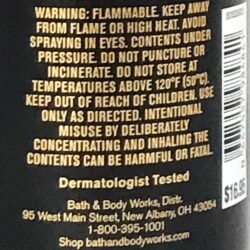 WARNING: FLAMMABLE. KEEP AWAY
FROM FLAME OR HIGH HEAT. AVOID
SPRAYING IN EYES. CONTENTS UNDER
PRESSURE. DO NOT PUNCTURE OR
INCINERATE. DO NOT STORE AT
TEMPERATURES ABOVE 120°F (50°C).
KEEP OUT OF REACH OF CHILDREN. USE
ONLY AS DIRECTED. INTENTIONAL
MISUSE BY DELIBERATELY
CONCENTRATING AND INHALING THE
CONTENTS CAN BE HARMFUL OR FATAL.
Dermatologist Tested
Bath & Body Works, Distr.
95 West Main Street, New Albany, OH 43054
1-800-395-1001
Shop bathandbodyworks.com
$16.95